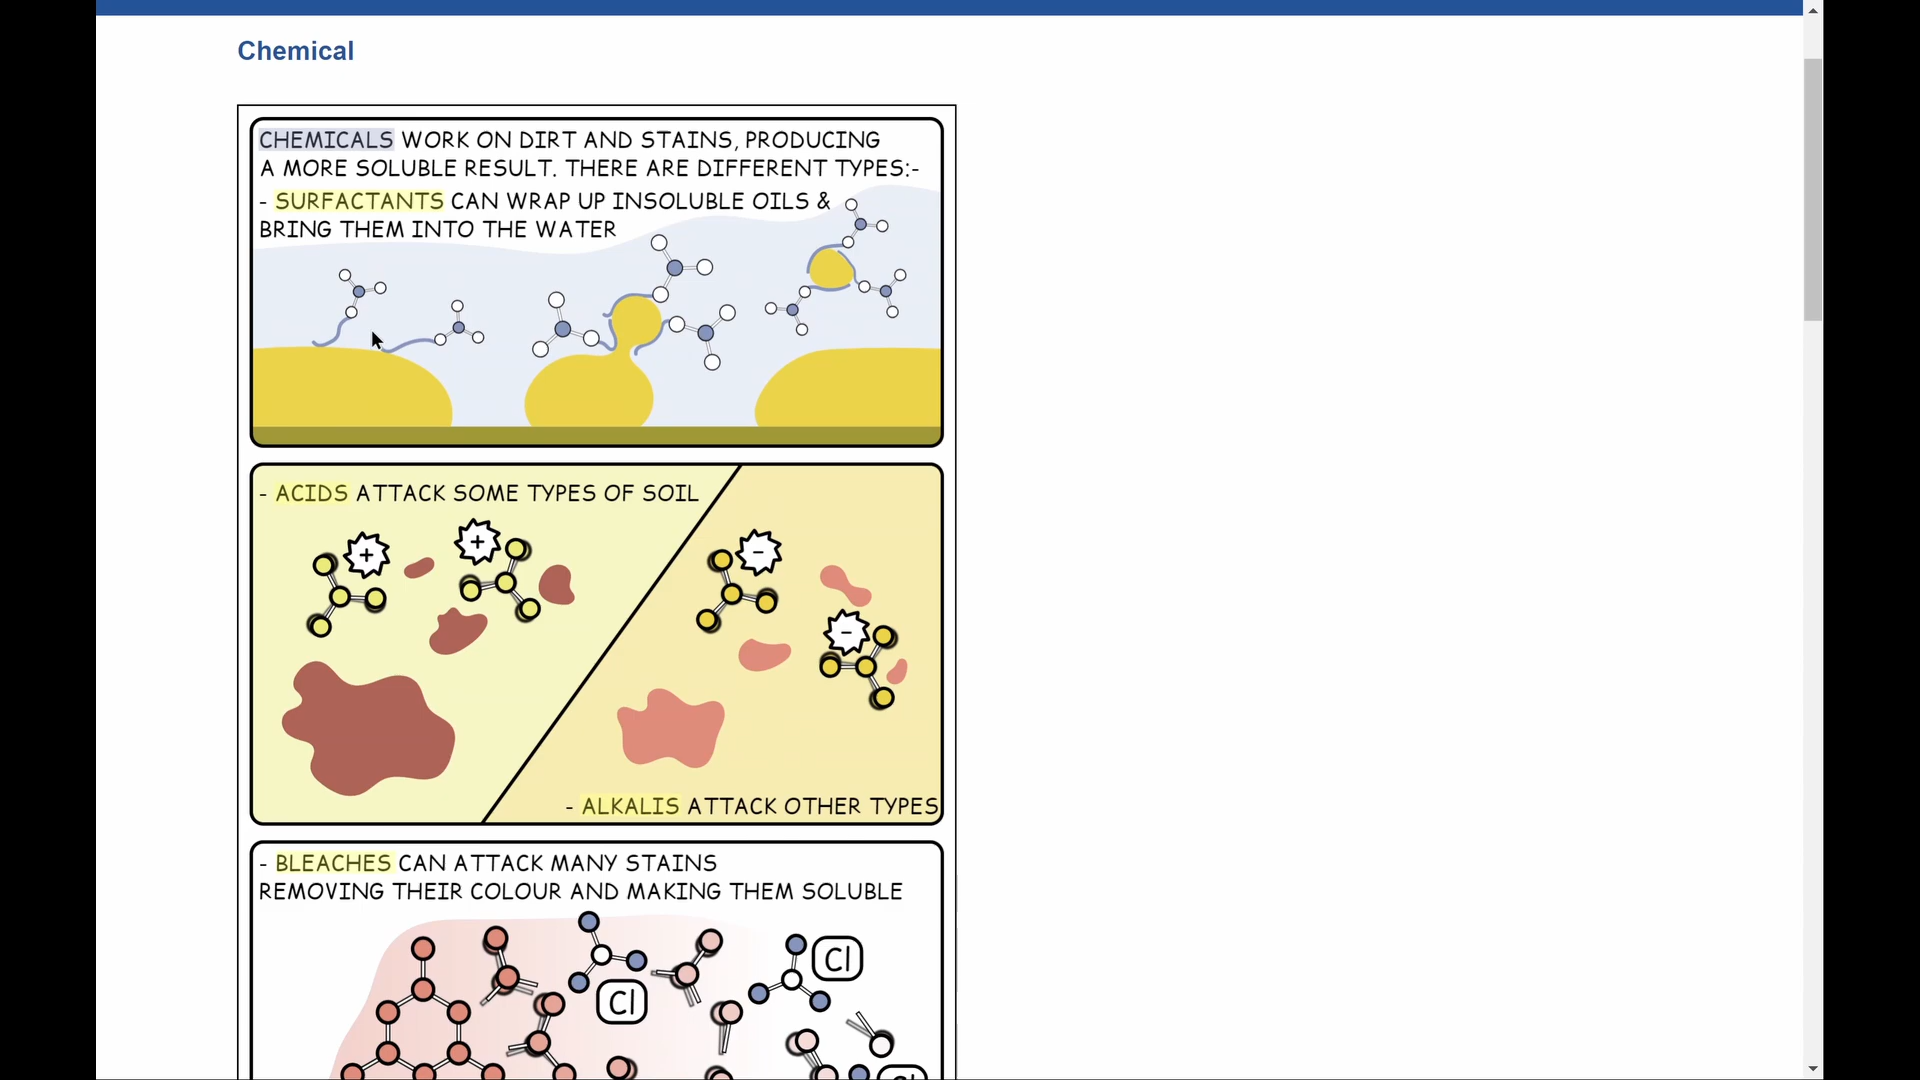 Chemical
CHEMICALS WORK ON DIRT AND STAINS, PRODUCING
A MORE SOLUBLE RESULT. THERE ARE DIFFERENT TYPES:-
- SURFACTANTS CAN WRAP UP INSOLUBLE OILS &
BRING THEM INTO THE WATER
- ACIDS ATTACK SOME TYPES OF SOIL
+
+
-
-
- ALKALIS ATTACK OTHER TYPES
- BLEACHES CAN ATTACK MANY STAINS
REMOVING THEIR COLOUR AND MAKING THEM SOLUBLE
Cl
Cl